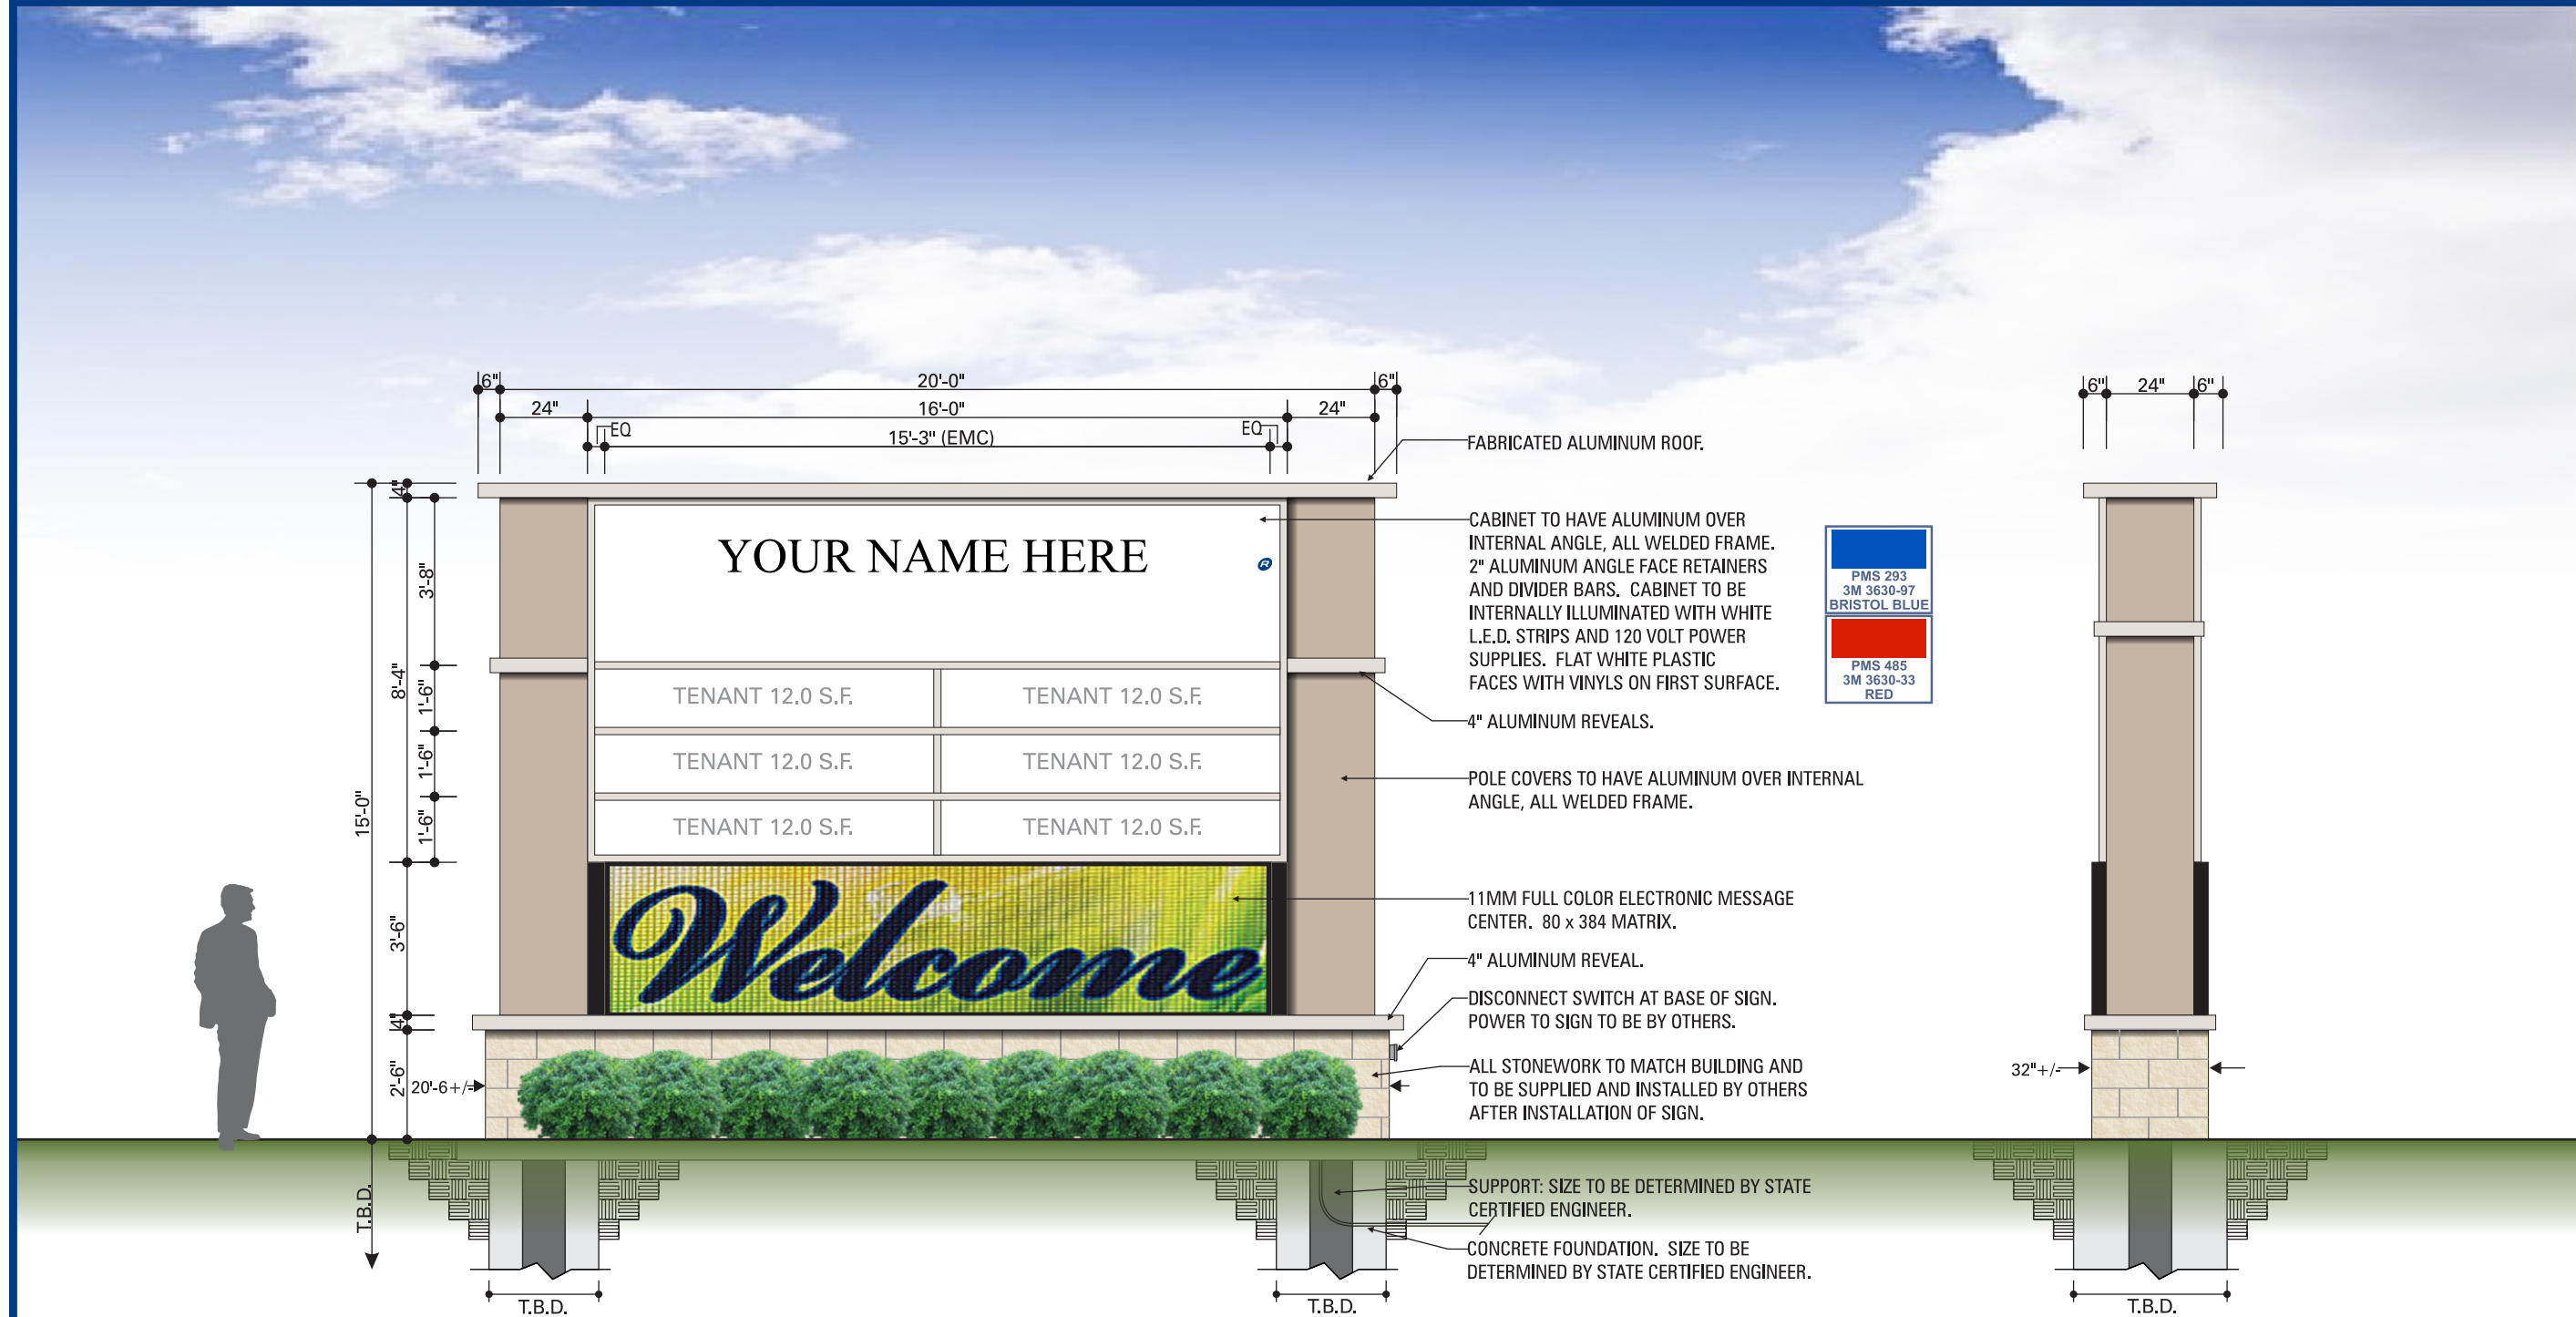 6" 20'-0" 6"
24" 16'-0" 24"
EQ 15'-3" (EMC) EQ
6" 24" 6"
FABRICATED ALUMINUM ROOF.
4"
YOUR NAME HERE
R
CABINET TO HAVE ALUMINUM OVER
INTERNAL ANGLE, ALL WELDED FRAME.
2" ALUMINUM ANGLE FACE RETAINERS
AND DIVIDER BARS. CABINET TO BE
INTERNALLY ILLUMINATED WITH WHITE
L.E.D. STRIPS AND 120 VOLT POWER
SUPPLIES. FLAT WHITE PLASTIC
FACES WITH VINYLS ON FIRST SURFACE.
PMS 293
3M 3630-97
BRISTOL BLUE
PMS 485
3M 3630-33
RED
3'-8"
8'-4"
1'-6"
TENANT 12.0 S.F. TENANT 12.0 S.F.
4" ALUMINUM REVEALS.
1'-6"
TENANT 12.0 S.F. TENANT 12.0 S.F.
POLE COVERS TO HAVE ALUMINUM OVER INTERNAL
ANGLE, ALL WELDED FRAME.
15'-0"
1'-6"
TENANT 12.0 S.F. TENANT 12.0 S.F.
3'-6"
Welcome
11MM FULL COLOR ELECTRONIC MESSAGE
CENTER. 80 x 384 MATRIX.
4" ALUMINUM REVEAL.
4"
DISCONNECT SWITCH AT BASE OF SIGN.
POWER TO SIGN TO BE BY OTHERS.
2'-6"
20'-6+/-
32"+/-
ALL STONEWORK TO MATCH BUILDING AND
TO BE SUPPLIED AND INSTALLED BY OTHERS
AFTER INSTALLATION OF SIGN.
T.B.D.
SUPPORT: SIZE TO BE DETERMINED BY STATE
CERTIFIED ENGINEER.
CONCRETE FOUNDATION. SIZE TO BE
DETERMINED BY STATE CERTIFIED ENGINEER.
T.B.D. T.B.D. T.B.D.